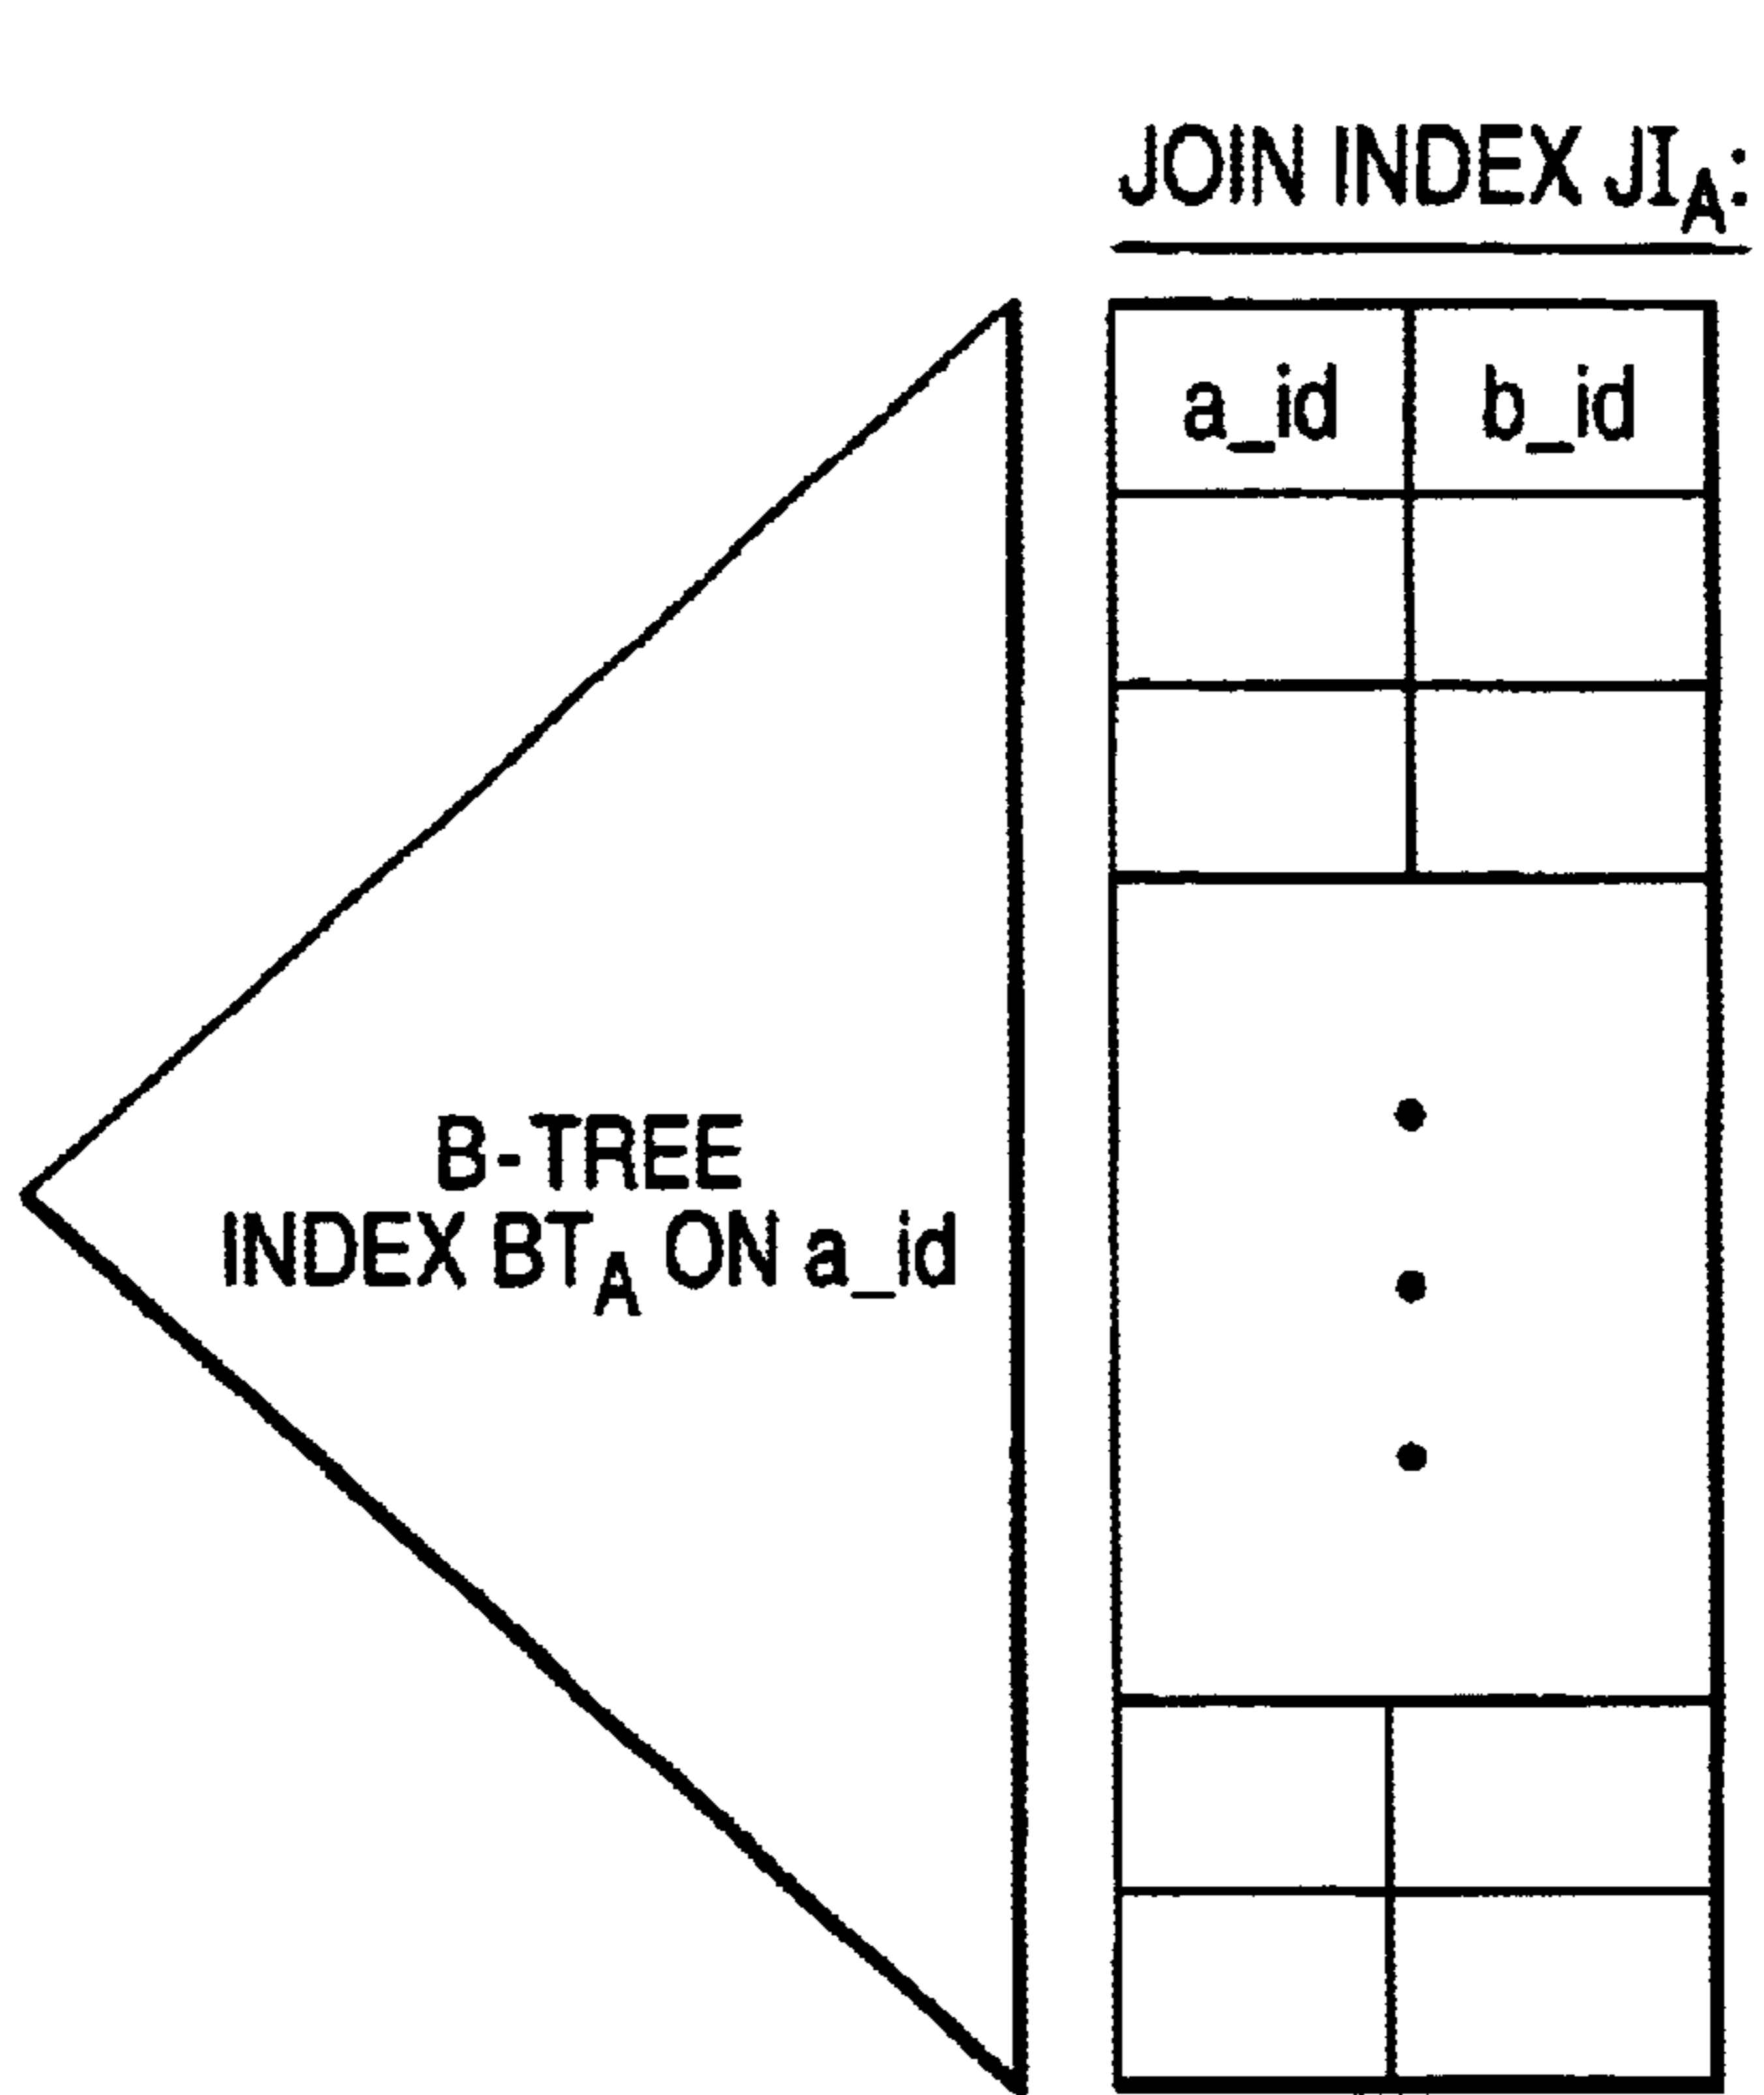 JOIN INDEX JIA:
a_id b_id
B-TREE
INDEX BTA ON a_id